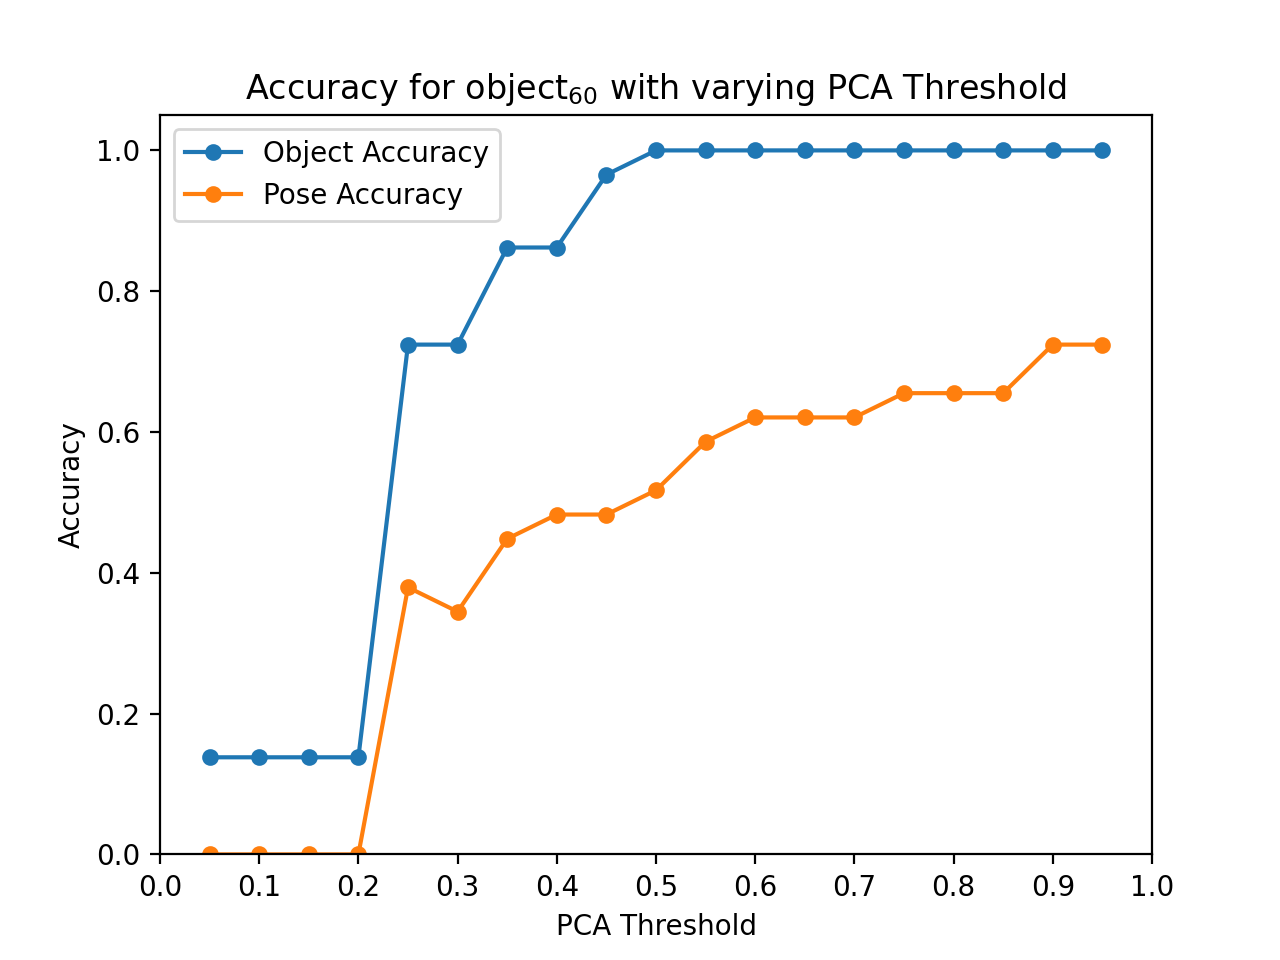 Accuracy for object₆₀ with varying PCA Threshold
Object Accuracy
Pose Accuracy
1.0
0.8
0.6
0.4
0.2
0.0
Accuracy
0.0 0.1 0.2 0.3 0.4 0.5 0.6 0.7 0.8 0.9 1.0
PCA Threshold